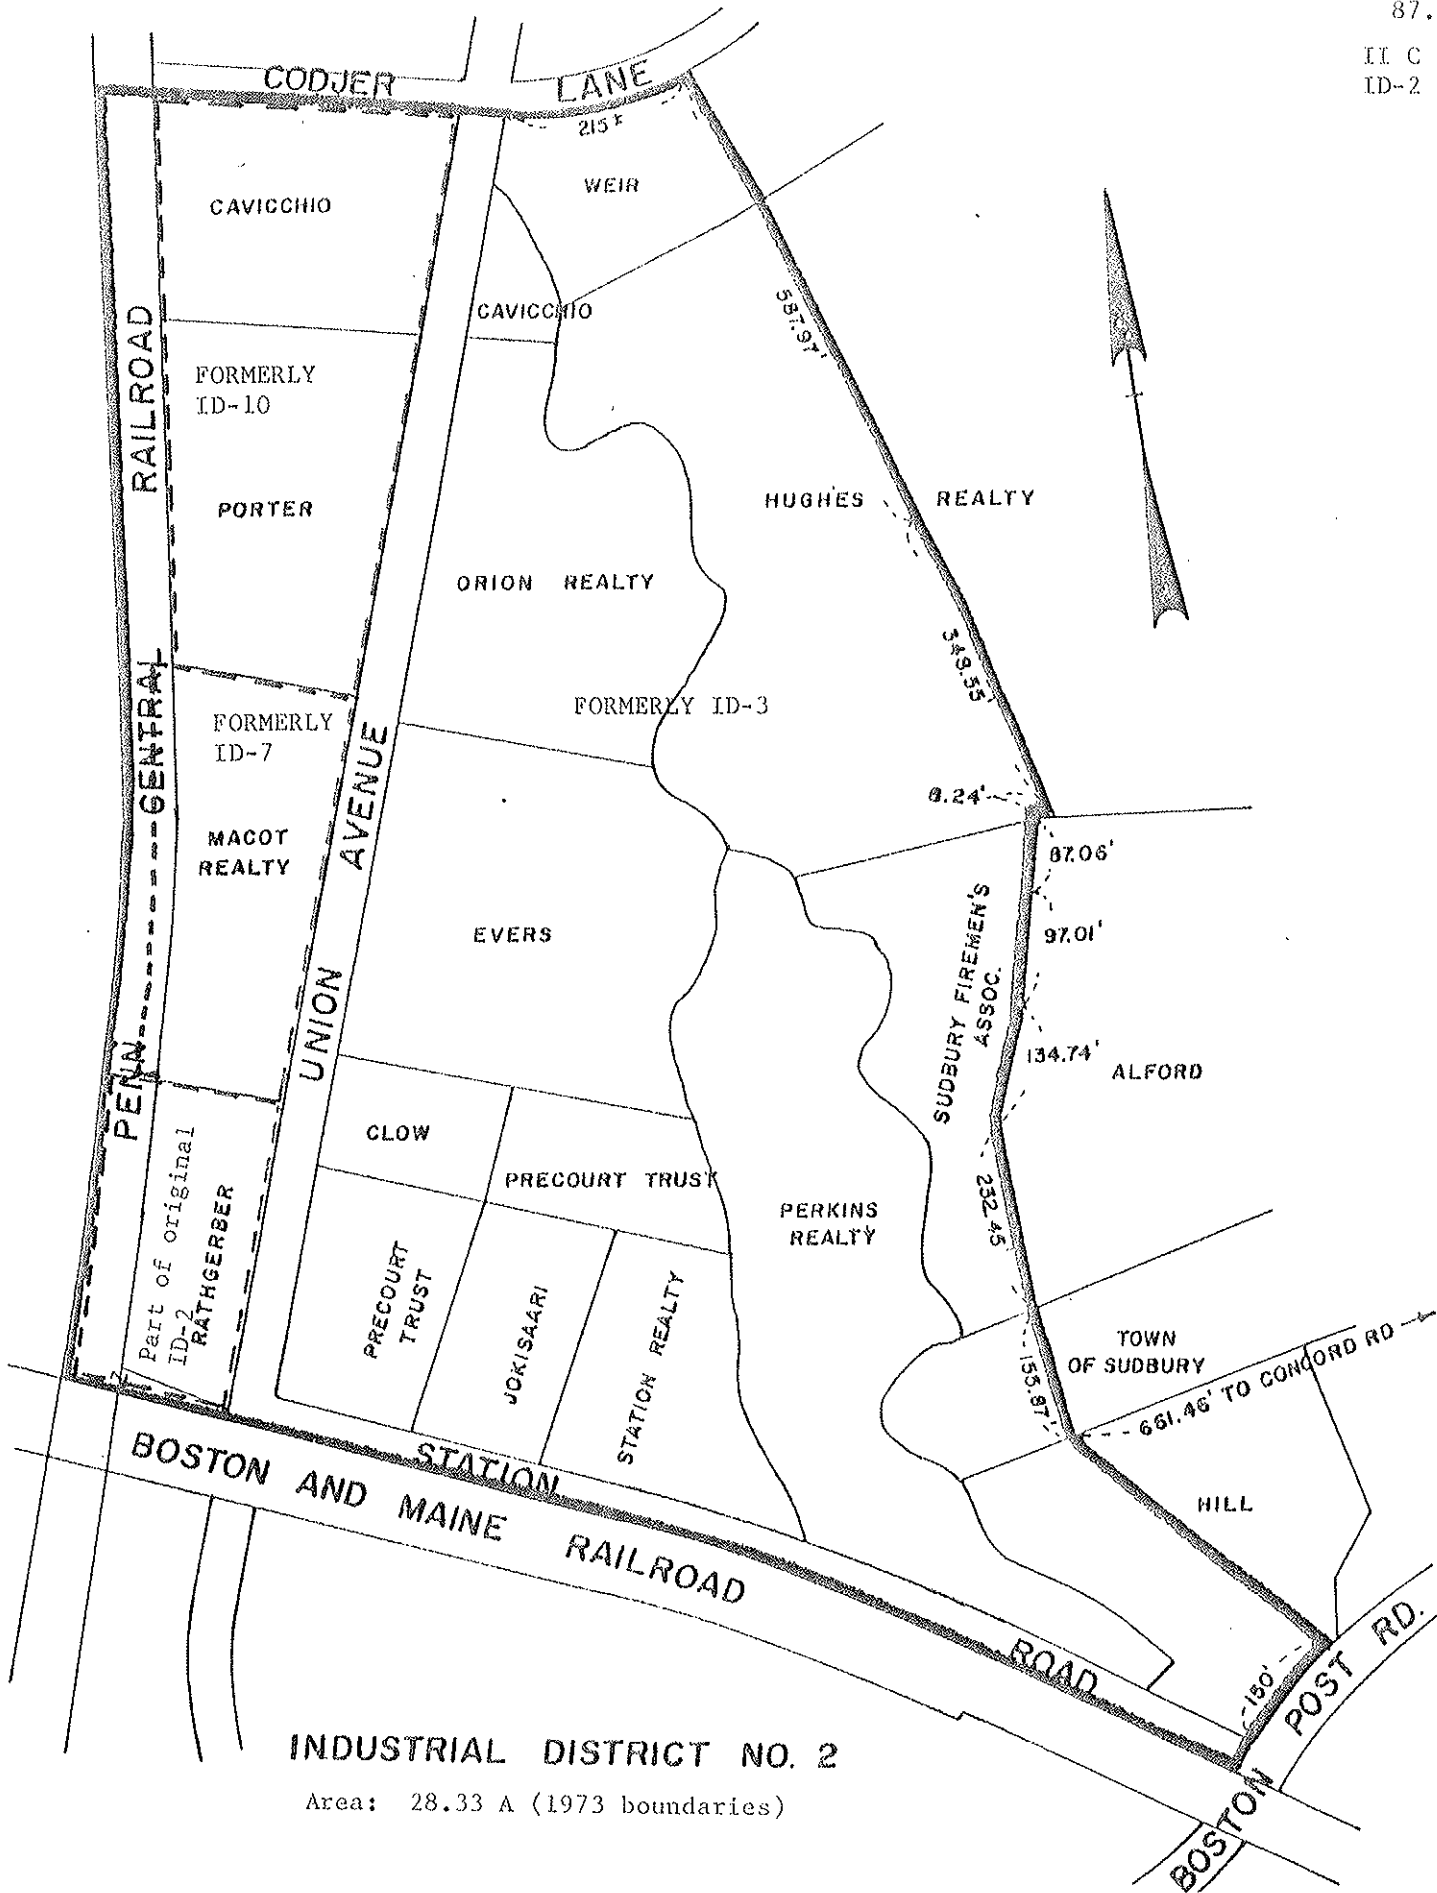 87.
II C
ID-2
CODJER LANE
215±
WEIR
CAVICCHIO
CAVICCHIO
587.97'
RAILROAD
FORMERLY
ID-10
PORTER
HUGHES REALTY
ORION REALTY
349.55'
FORMERLY ID-3
FORMERLY
ID-7
PENN CENTRAL
UNION AVENUE
8.24'
MACOT
REALTY
87.06'
EVERS
97.01'
SUDBURY FIREMEN'S
ASSOC.
134.74'
ALFORD
CLOW
PRECOURT TRUST
232.45
PERKINS
REALTY
Part of original
ID-2
RATHGERBER
PRECOURT
TRUST
JOKISAARI
STATION REALTY
TOWN
OF SUDBURY
155.87'
661.46' TO CONCORD RD
HILL
STATION ROAD
BOSTON AND MAINE RAILROAD
150'
BOSTON POST RD.
INDUSTRIAL DISTRICT NO. 2
Area: 28.33 A (1973 boundaries)